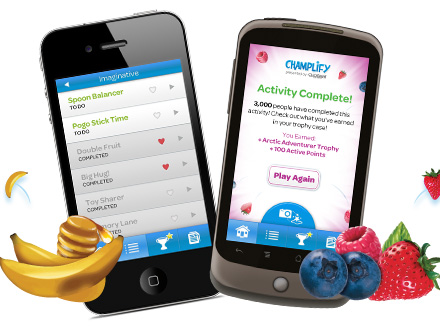 imaginative
Spoon Balancer
TO DO
Pogo Stick Time
TO DO
Double Fruit
COMPLETED
Big Hug!
COMPLETED
Toy Sharer
COMPLETED
Lane
CHAMPLIFY
Activity Complete!
3,000 people have completed this
activity! Check out what you've earned
in your trophy case!
You Earned:
+ Arctic Adventurer Trophy
+ 100 Active Points
Play Again